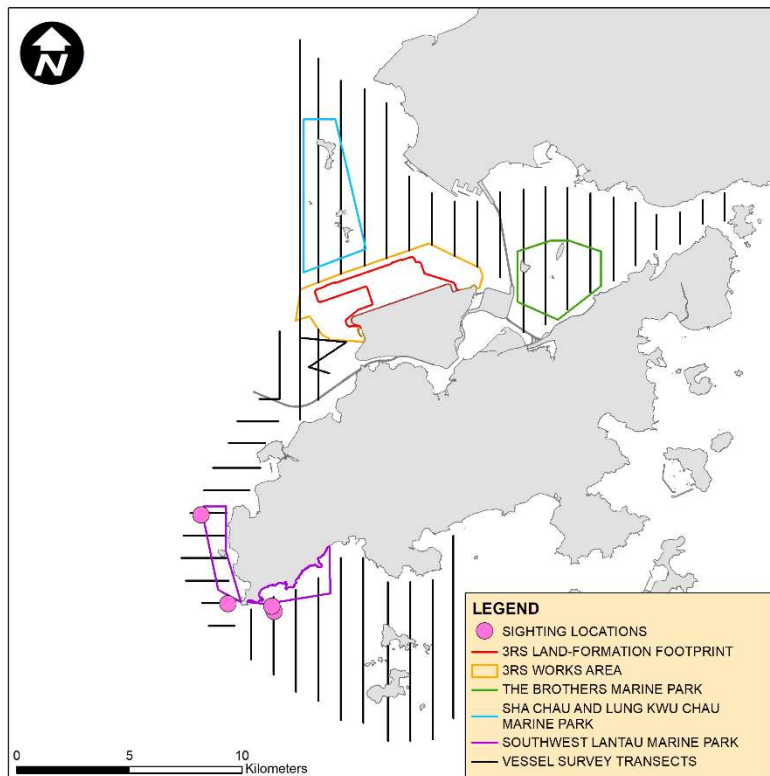 N
LEGEND
SIGHTING LOCATIONS
3RS LAND-FORMATION FOOTPRINT
3RS WORKS AREA
THE BROTHERS MARINE PARK
SHA CHAU AND LUNG KWU CHAU
MARINE PARK
SOUTHWEST LANTAU MARINE PARK
VESSEL SURVEY TRANSECTS
0 5 10
Kilometers